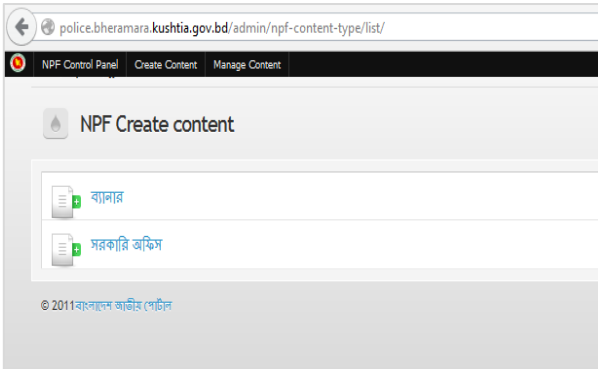 police.bheramara.kushtia.gov.bd/admin/npf-content-type/list/
NPF Control Panel Create Content Manage Content
NPF Create content
ব্যানার
সরকারি অফিস
© 2011বাংলাদেশ জাতীয় পোর্টাল